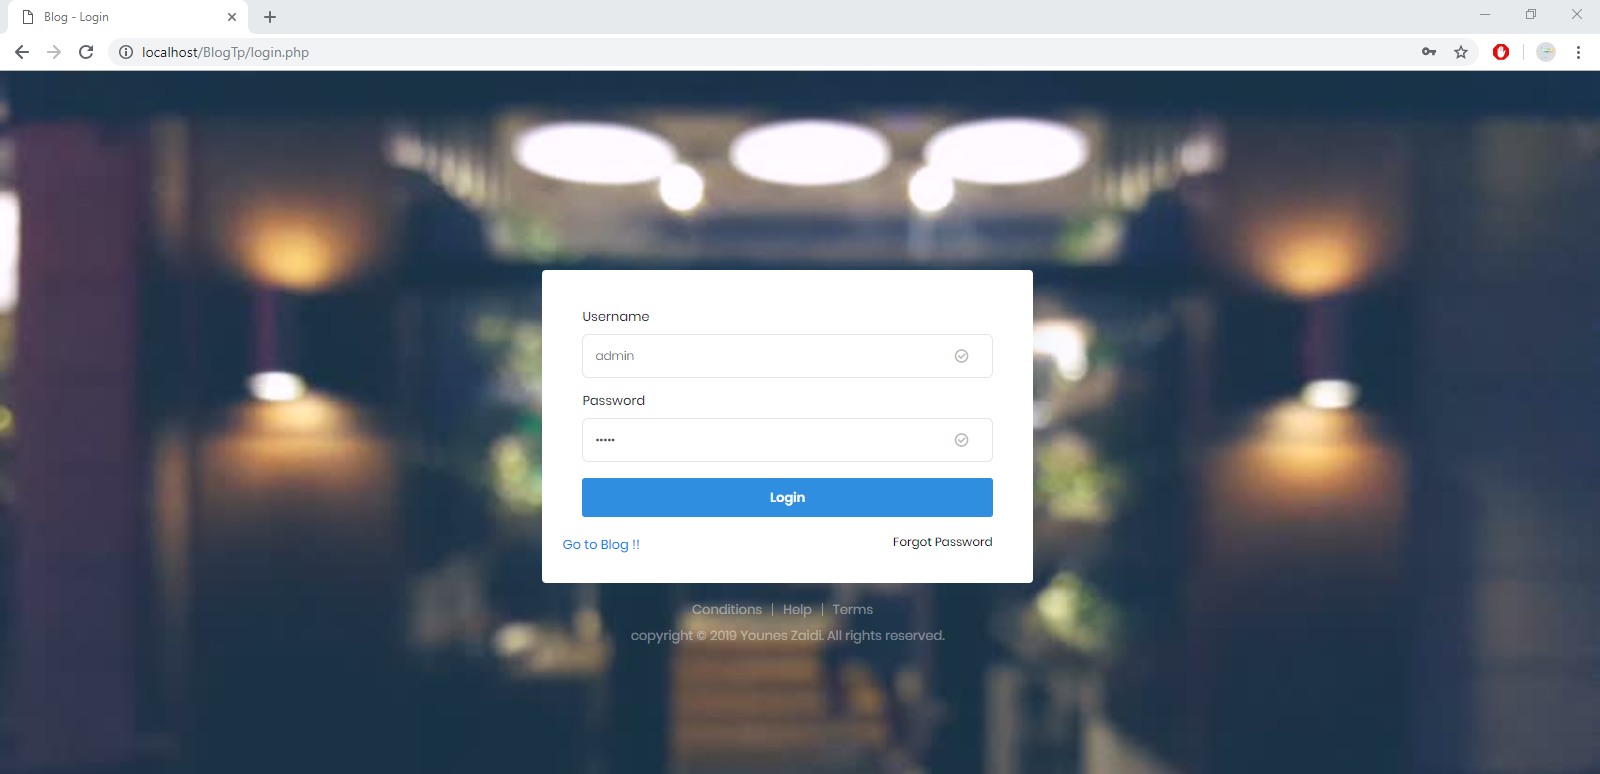 Blog - Login
localhost/BlogTp/login.php
Username
admin
Password
•••••
Login
Go to Blog !!
Forgot Password
Conditions | Help | Terms
copyright © 2019 Younes Zaidi. All rights reserved.